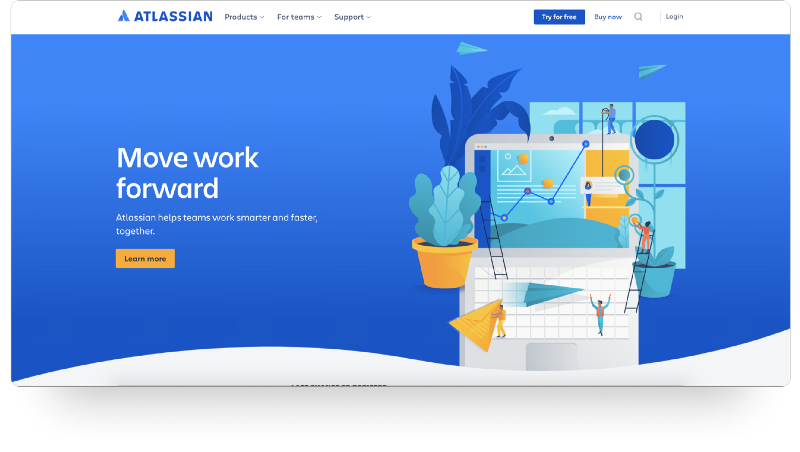 ATLASSIAN Products For teams Support Try for free Buy now Login
Move work
forward
Atlassian helps teams work smarter and faster,
together.
Learn more